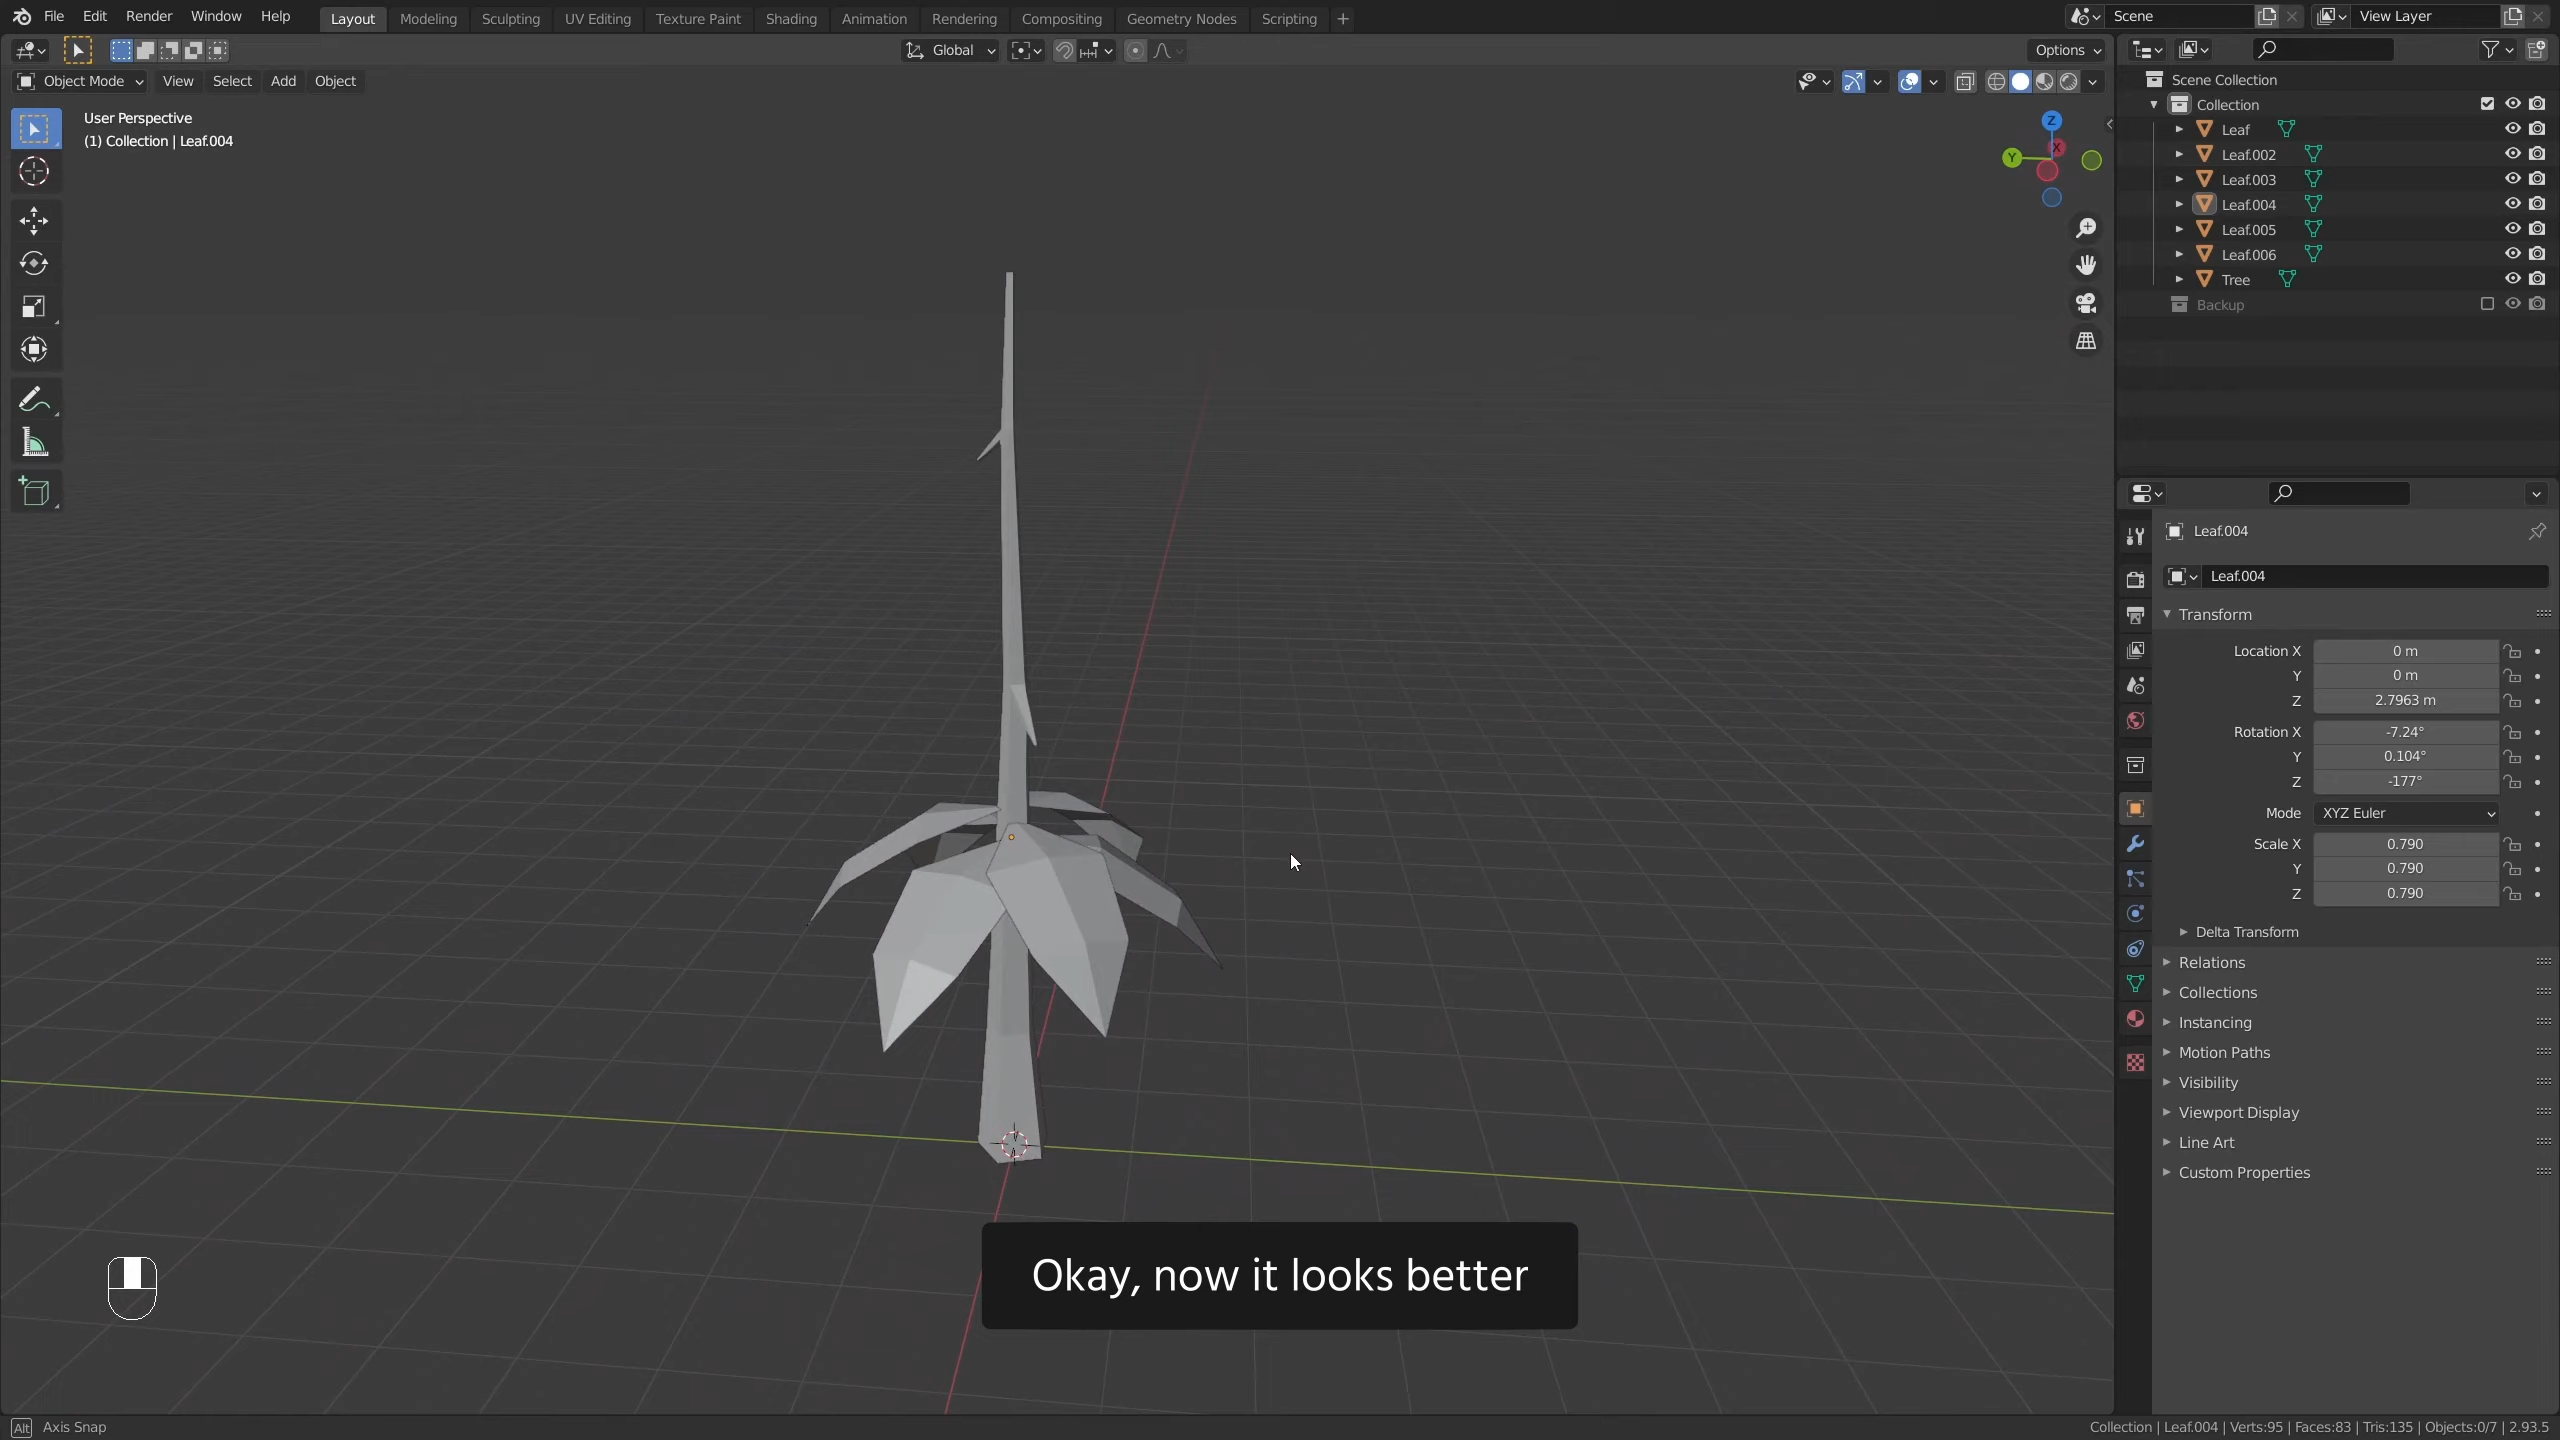 File Edit Render Window Help Layout Modeling Sculpting UV Editing Texture Paint Shading Animation Rendering Compositing Geometry Nodes Scripting + Scene View Layer
Global Options
Object Mode View Select Add Object
User Perspective
(1) Collection | Leaf.004
Z
Y
X
Scene Collection
Collection
Leaf
Leaf.002
Leaf.003
Leaf.004
Leaf.005
Leaf.006
Tree
Backup
Leaf.004
Leaf.004
Transform
Location X 0 m
Y 0 m
Z 2.7963 m
Rotation X -7.24°
Y 0.104°
Z -177°
Mode XYZ Euler
Scale X 0.790
Y 0.790
Z 0.790
Delta Transform
Relations
Collections
Instancing
Motion Paths
Visibility
Viewport Display
Line Art
Custom Properties
Okay, now it looks better
Alt Axis Snap
Collection | Leaf.004 | Verts:95 | Faces:83 | Tris:135 | Objects:0/7 | 2.93.5